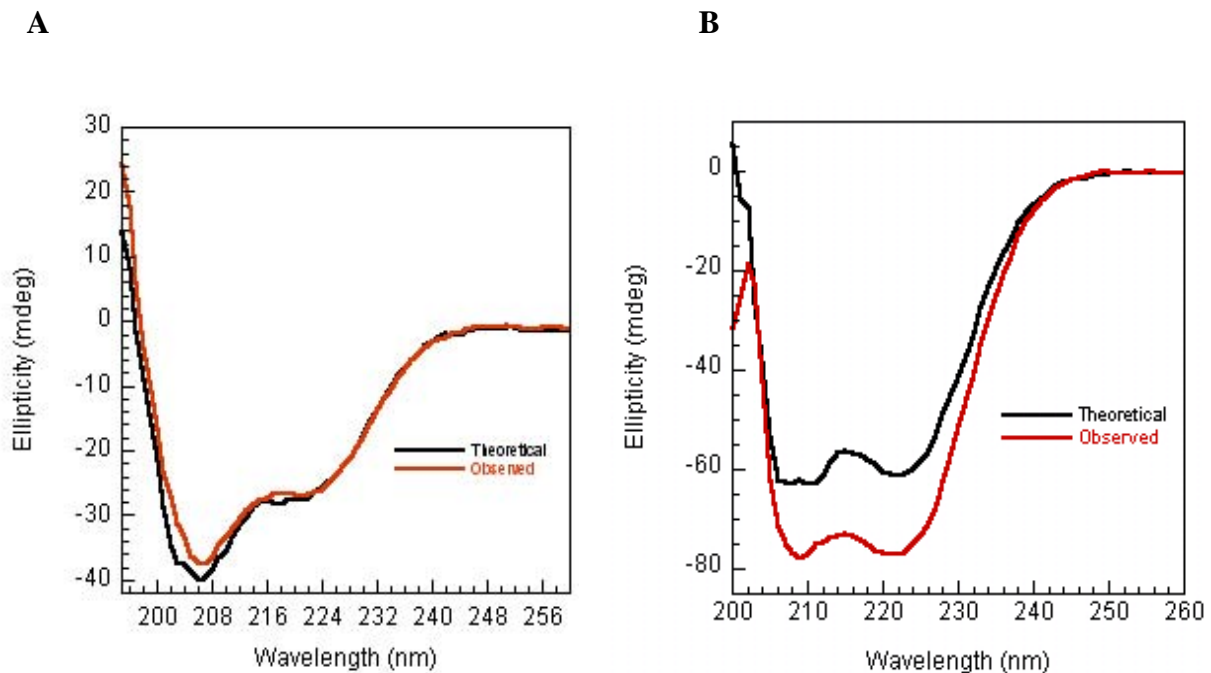 A
B
30
20
10
0
-10
-20
-30
-40
200 208 216 224 232 240 248 256
Ellipticity (mdeg)
Wavelength (nm)
Theoretical
Observed
0
-20
-40
-60
-80
200 210 220 230 240 250 260
Ellipticity (mdeg)
Wavelength (nm)
Theoretical
Observed